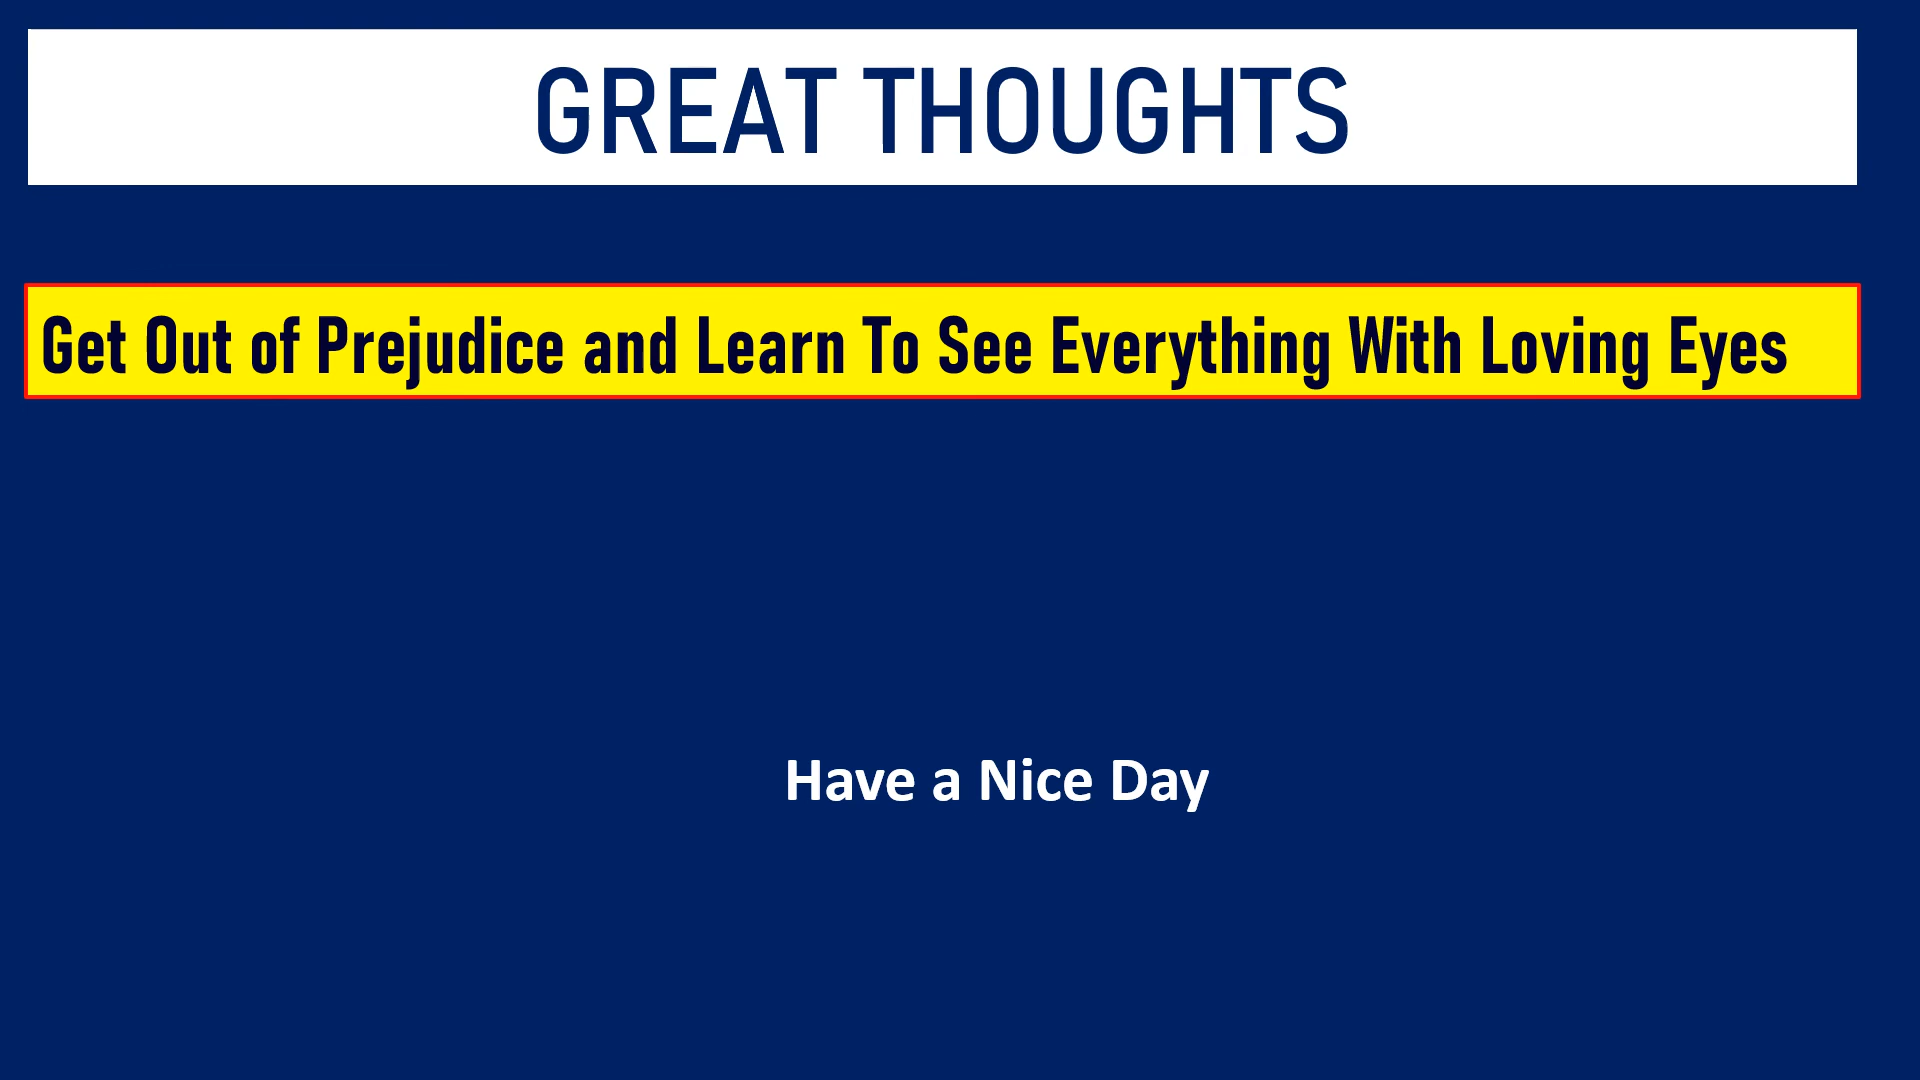 GREAT THOUGHTS
Get Out of Prejudice and Learn To See Everything With Loving Eyes
Have a Nice Day